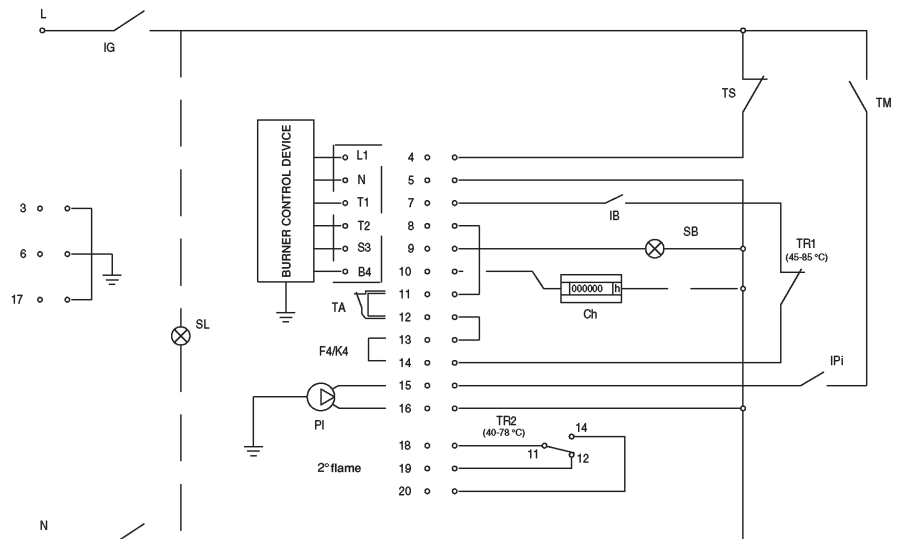 L
IG
TS
TM
BURNER CONTROL DEVICE
L1
4
N
5
T1
7
IB
3
T2
8
SB
S3
9
TR1
(45-85 °C)
6
B4
10
000000 h
Ch
17
TA
11
12
SL
F4/K4
13
14
IPi
15
PI
16
TR2
(40-78 °C)
14
18
11
12
2° flame
19
20
N